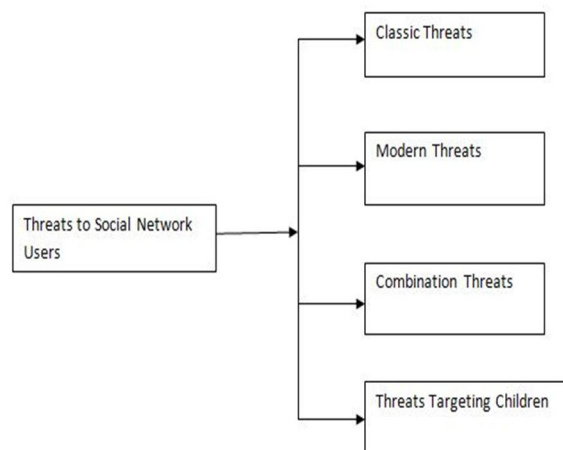 Classic Threats
Modern Threats
Threats to Social Network
Users
Combination Threats
Threats Targeting Children